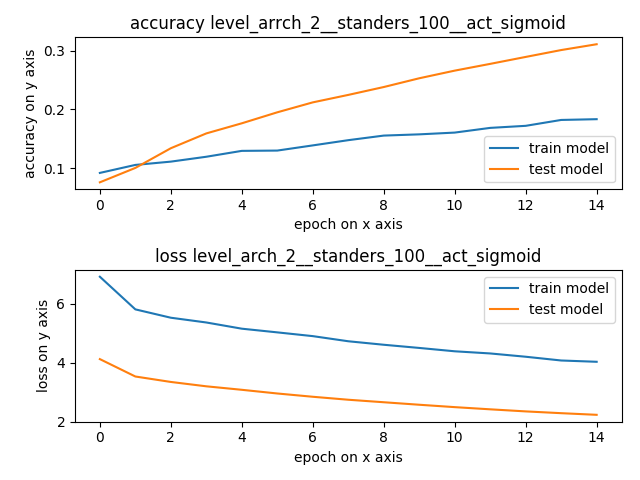 accuracy level_arrch_2__standers_100__act_sigmoid
0.3
0.2
0.1
accuracy on y axis
train model
test model
0 2 4 6 8 10 12 14
epoch on x axis
loss level_arch_2__standers_100__act_sigmoid
6
4
2
loss on y axis
train model
test model
0 2 4 6 8 10 12 14
epoch on x axis